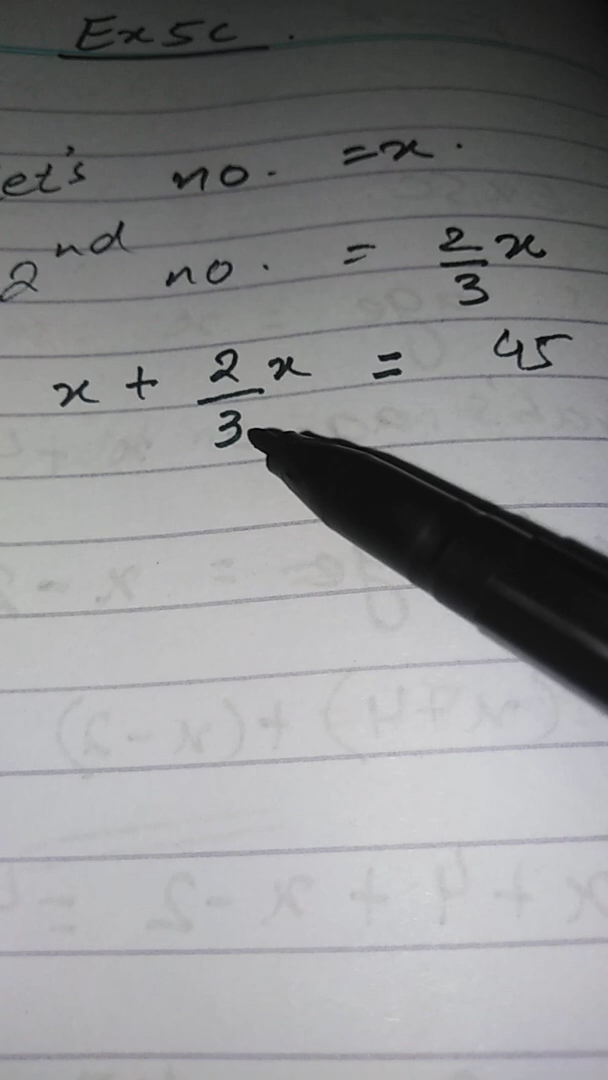 Ex 5c.
et's no. = x.
2nd no. = 2/3 x
x + 2/3 x = 45